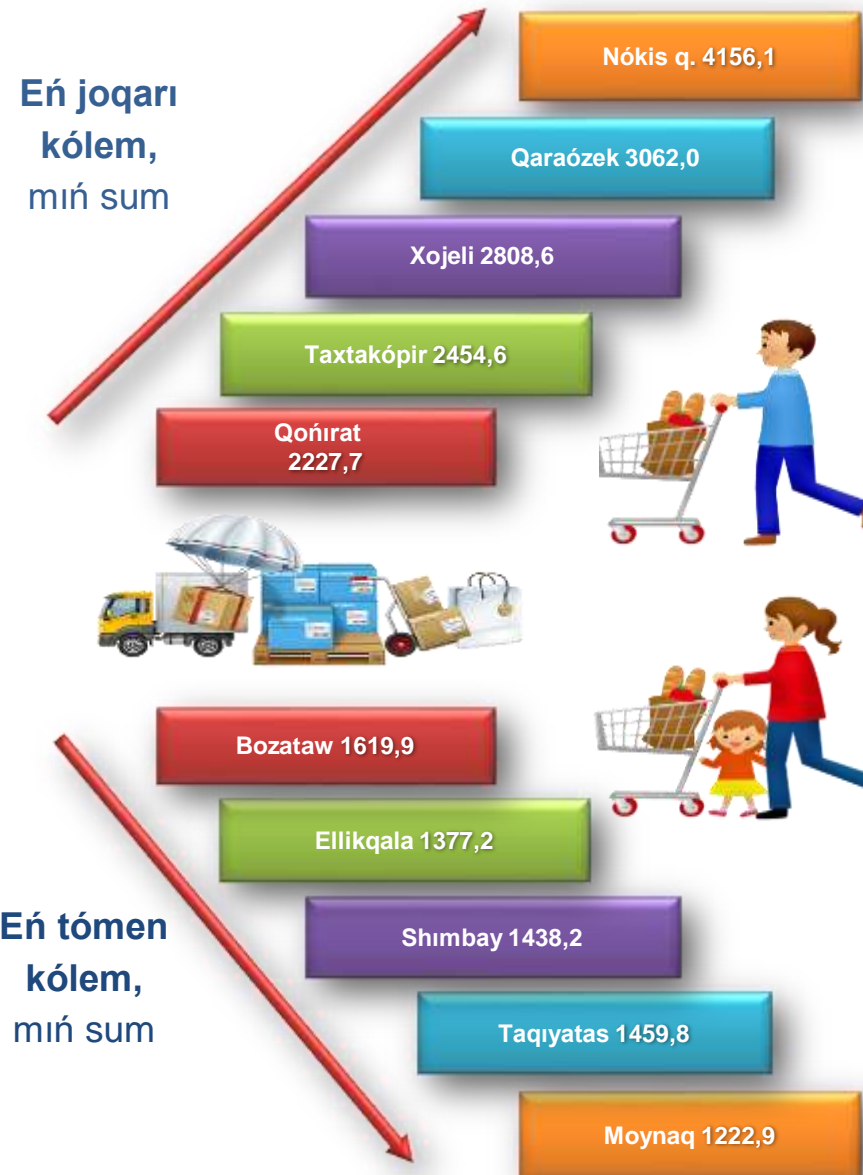 Nókis q. 4156,1
Eń joqarı
kólem,
mıń sum
Qaraózek 3062,0
Xojeli 2808,6
Taxtakópir 2454,6
Qońırat
2227,7
Bozataw 1619,9
Ellikqala 1377,2
Eń tómen
kólem,
mıń sum
Shımbay 1438,2
Taqıyatas 1459,8
Moynaq 1222,9